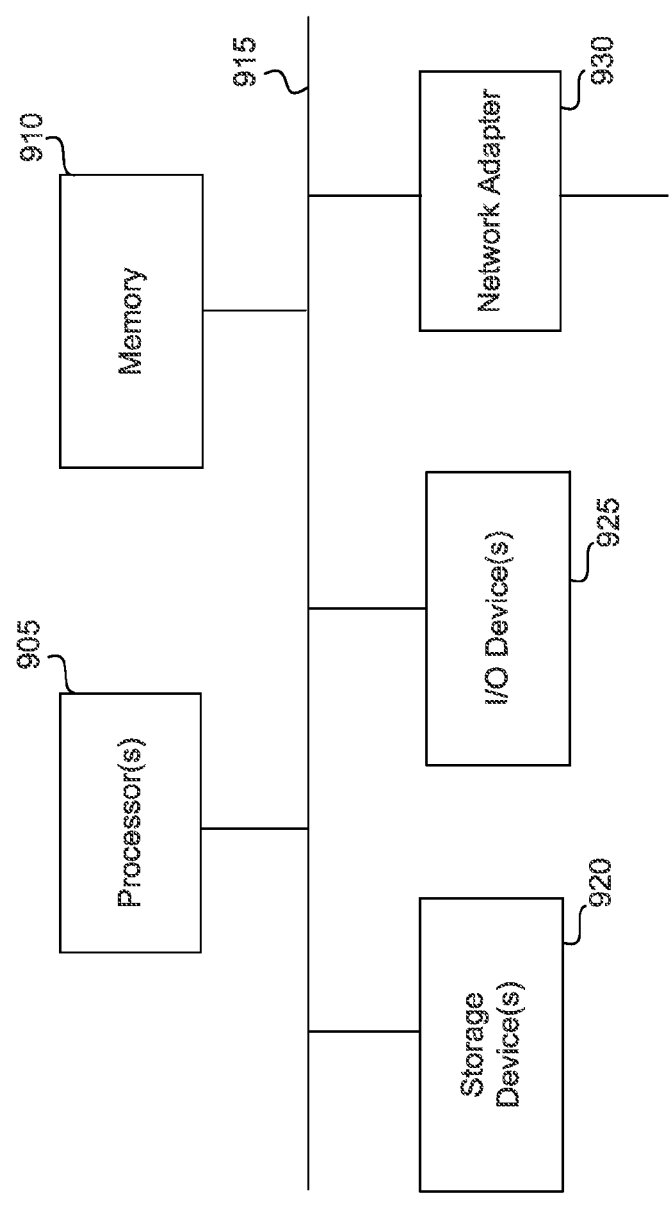 905
Processor(s)
910
Memory
915
Storage
Device(s)
920
I/O Device(s)
925
Network Adapter
930